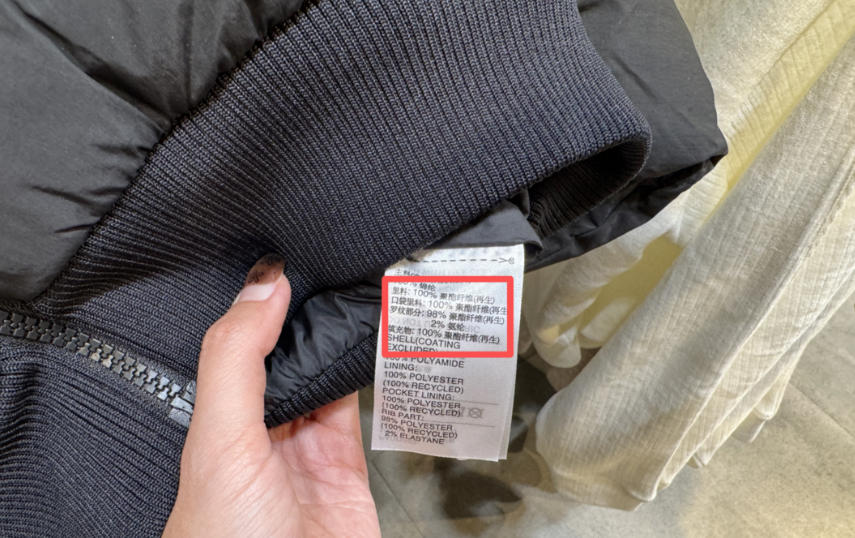 100% 锦纶
里料: 100% 聚酯纤维(再生)
口袋里料: 100% 聚酯纤维(再生
罗纹部分: 98% 聚酯纤维(再生)
2% 氨纶
填充物: 100% 聚酯纤维(再生)
SHELL(COATING
EXCLUDED)
100% POLYAMIDE
LINING:
100% POLYESTER
(100% RECYCLED)
POCKET LINING:
100% POLYESTER
(100% RECYCLED)
RIB PART:
98% POLYESTER
(100% RECYCLED)
2% ELASTANE